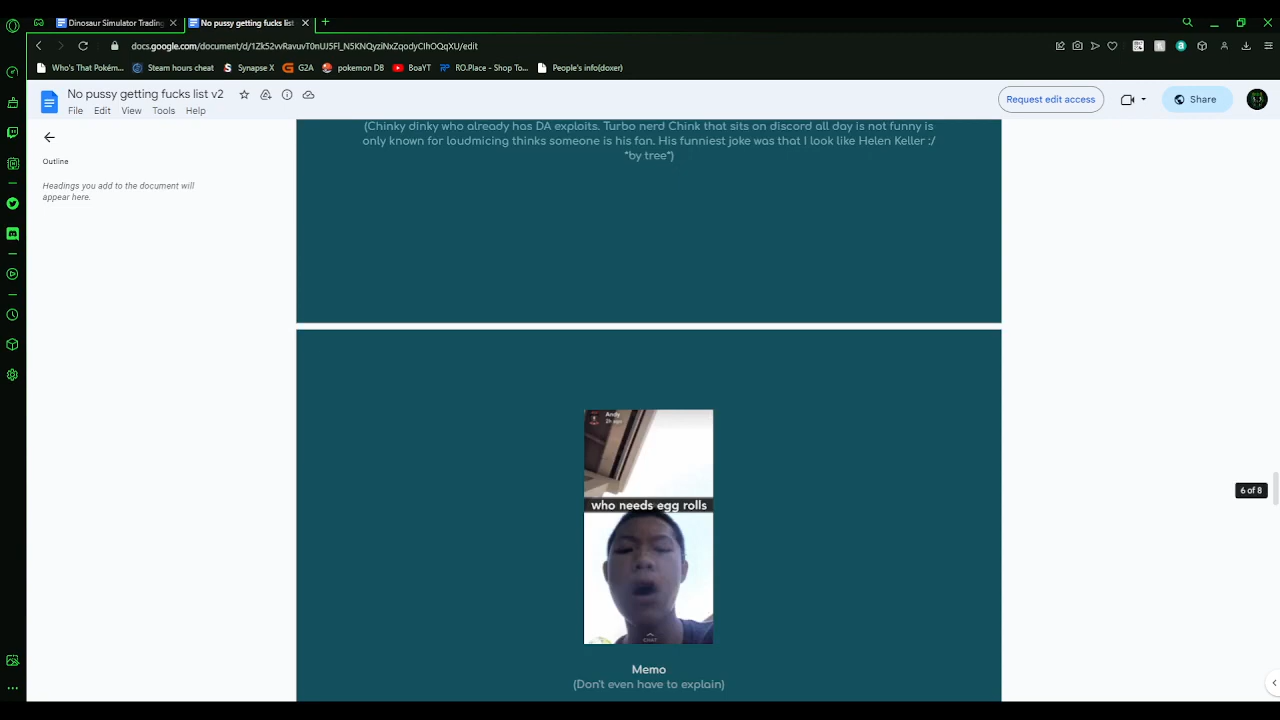 Dinosaur Simulator Trading
No pussy getting fucks list
docs.google.com/document/d/
Who's That Pokém...
Steam hours cheat
Synapse X
G2A
pokemon DB
BoaYT
RO.Place - Shop To...
People's info(doxer)
No pussy getting fucks list v2
File Edit View Tools Help
Request edit access
Share
Outline
Headings you add to the document will
appear here.
(Chinky dinky who already has DA exploits. Turbo nerd Chink that sits on discord all day is not funny is
only known for loudmicing thinks someone is his fan. His funniest joke was that I look like Helen Keller :/
*by tree*)
Andy
2h ago
who needs egg rolls
CHAT
6 of 8
Memo
(Don't even have to explain)